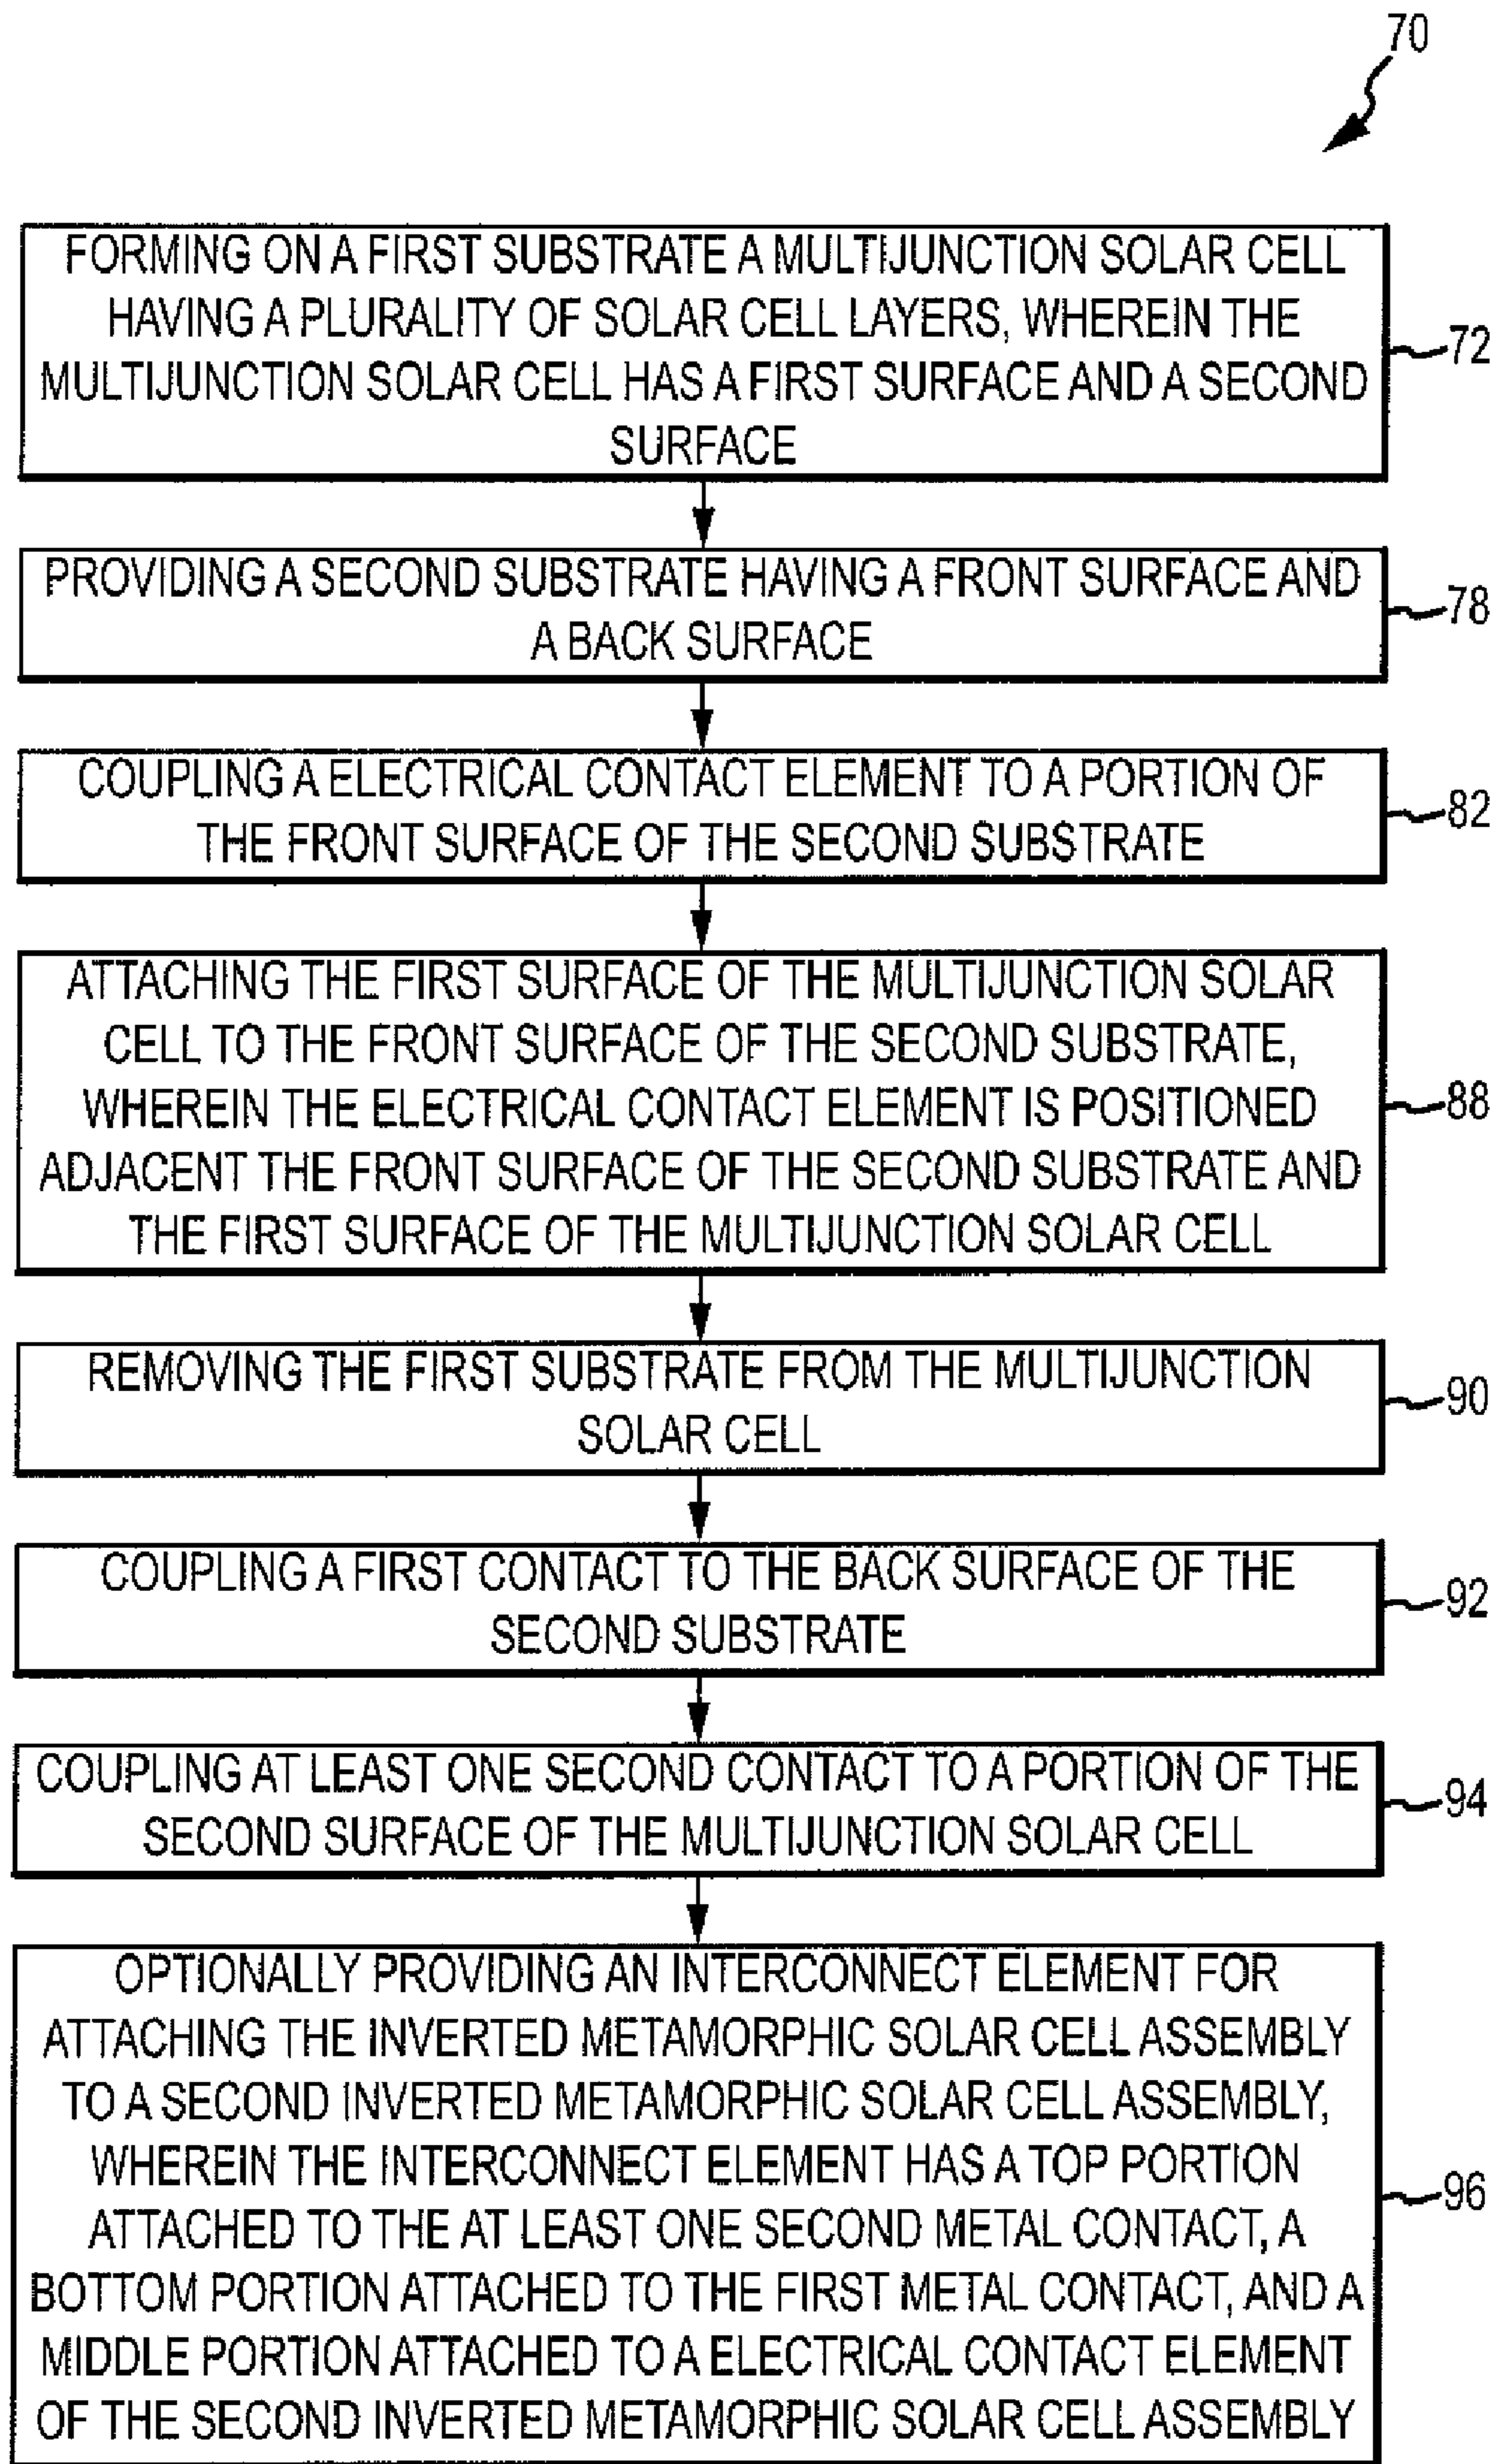 70
FORMING ON A FIRST SUBSTRATE A MULTIJUNCTION SOLAR CELL
HAVING A PLURALITY OF SOLAR CELL LAYERS, WHEREIN THE
MULTIJUNCTION SOLAR CELL HAS A FIRST SURFACE AND A SECOND
SURFACE
72
PROVIDING A SECOND SUBSTRATE HAVING A FRONT SURFACE AND
A BACK SURFACE
78
COUPLING A ELECTRICAL CONTACT ELEMENT TO A PORTION OF
THE FRONT SURFACE OF THE SECOND SUBSTRATE
82
ATTACHING THE FIRST SURFACE OF THE MULTIJUNCTION SOLAR
CELL TO THE FRONT SURFACE OF THE SECOND SUBSTRATE,
WHEREIN THE ELECTRICAL CONTACT ELEMENT IS POSITIONED
ADJACENT THE FRONT SURFACE OF THE SECOND SUBSTRATE AND
THE FIRST SURFACE OF THE MULTIJUNCTION SOLAR CELL
88
REMOVING THE FIRST SUBSTRATE FROM THE MULTIJUNCTION
SOLAR CELL
90
COUPLING A FIRST CONTACT TO THE BACK SURFACE OF THE
SECOND SUBSTRATE
92
COUPLING AT LEAST ONE SECOND CONTACT TO A PORTION OF THE
SECOND SURFACE OF THE MULTIJUNCTION SOLAR CELL
94
OPTIONALLY PROVIDING AN INTERCONNECT ELEMENT FOR
ATTACHING THE INVERTED METAMORPHIC SOLAR CELL ASSEMBLY
TO A SECOND INVERTED METAMORPHIC SOLAR CELL ASSEMBLY,
WHEREIN THE INTERCONNECT ELEMENT HAS A TOP PORTION
ATTACHED TO THE AT LEAST ONE SECOND METAL CONTACT, A
BOTTOM PORTION ATTACHED TO THE FIRST METAL CONTACT, AND A
MIDDLE PORTION ATTACHED TO A ELECTRICAL CONTACT ELEMENT
OF THE SECOND INVERTED METAMORPHIC SOLAR CELL ASSEMBLY
96